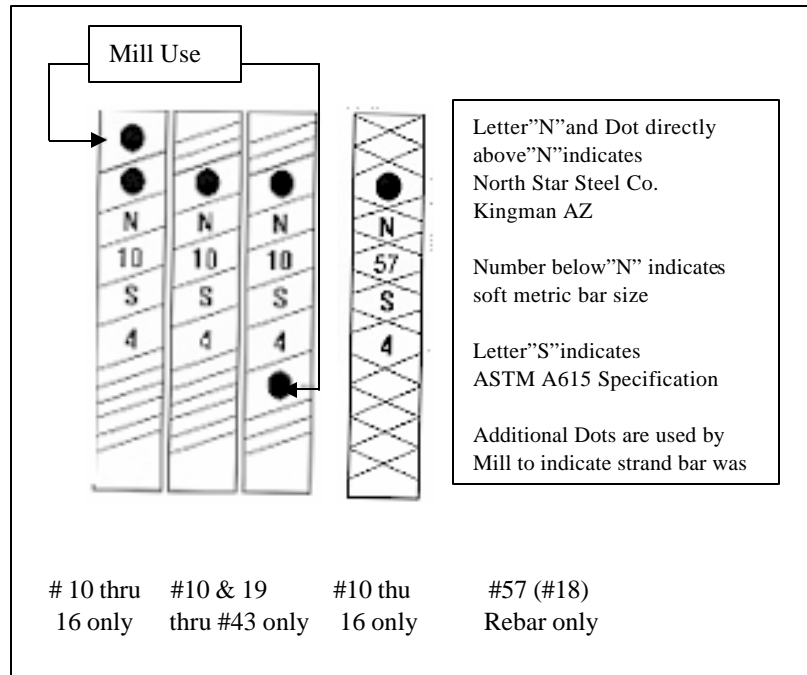 Mill Use
N
10
S
4
N
10
S
4
N
10
S
4
N
57
S
4
Letter"N"and Dot directly
above"N"indicates
North Star Steel Co.
Kingman AZ
Number below"N" indicates
soft metric bar size
Letter"S"indicates
ASTM A615 Specification
Additional Dots are used by
Mill to indicate strand bar was
# 10 thru
16 only
#10 & 19
thru #43 only
#10 thu
16 only
#57 (#18)
Rebar only